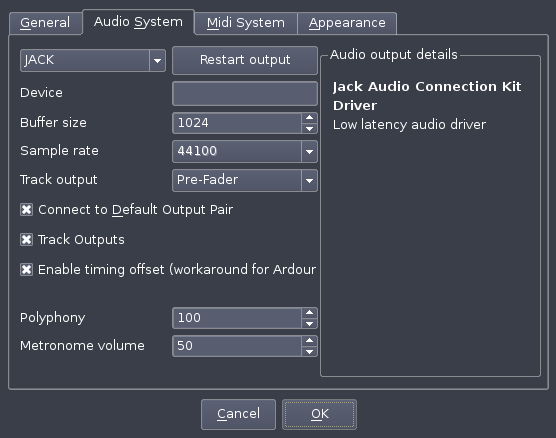 General Audio System Midi System Appearance
JACK Restart output
Device
Buffer size 1024
Sample rate 44100
Track output Pre-Fader
Connect to Default Output Pair
Track Outputs
Enable timing offset (workaround for Ardour
Polyphony 100
Metronome volume 50
Audio output details
Jack Audio Connection Kit
Driver
Low latency audio driver
Cancel OK